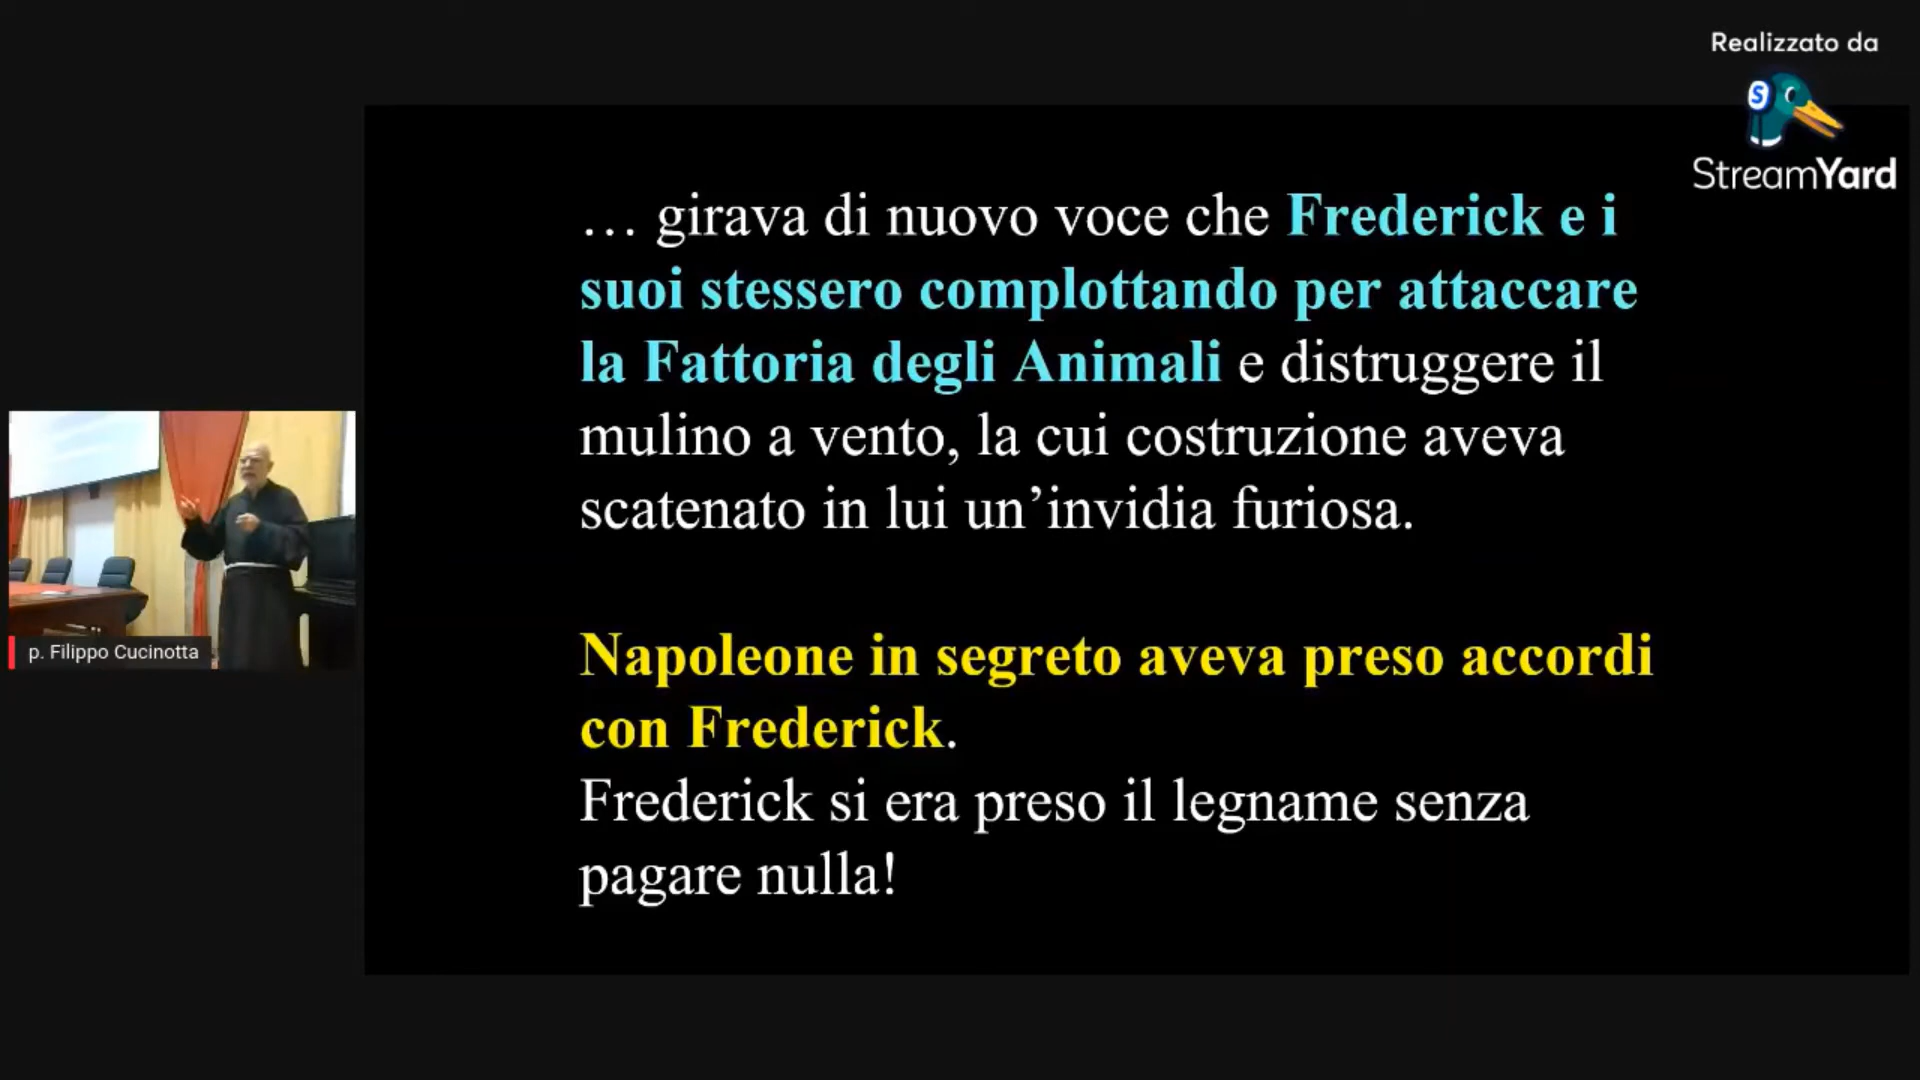 Realizzato da
StreamYard
… girava di nuovo voce che Frederick e i
suoi stessero complottando per attaccare
la Fattoria degli Animali e distruggere il
mulino a vento, la cui costruzione aveva
scatenato in lui un’invidia furiosa.
Napoleone in segreto aveva preso accordi
con Frederick.
Frederick si era preso il legname senza
pagare nulla!
p. Filippo Cucinotta